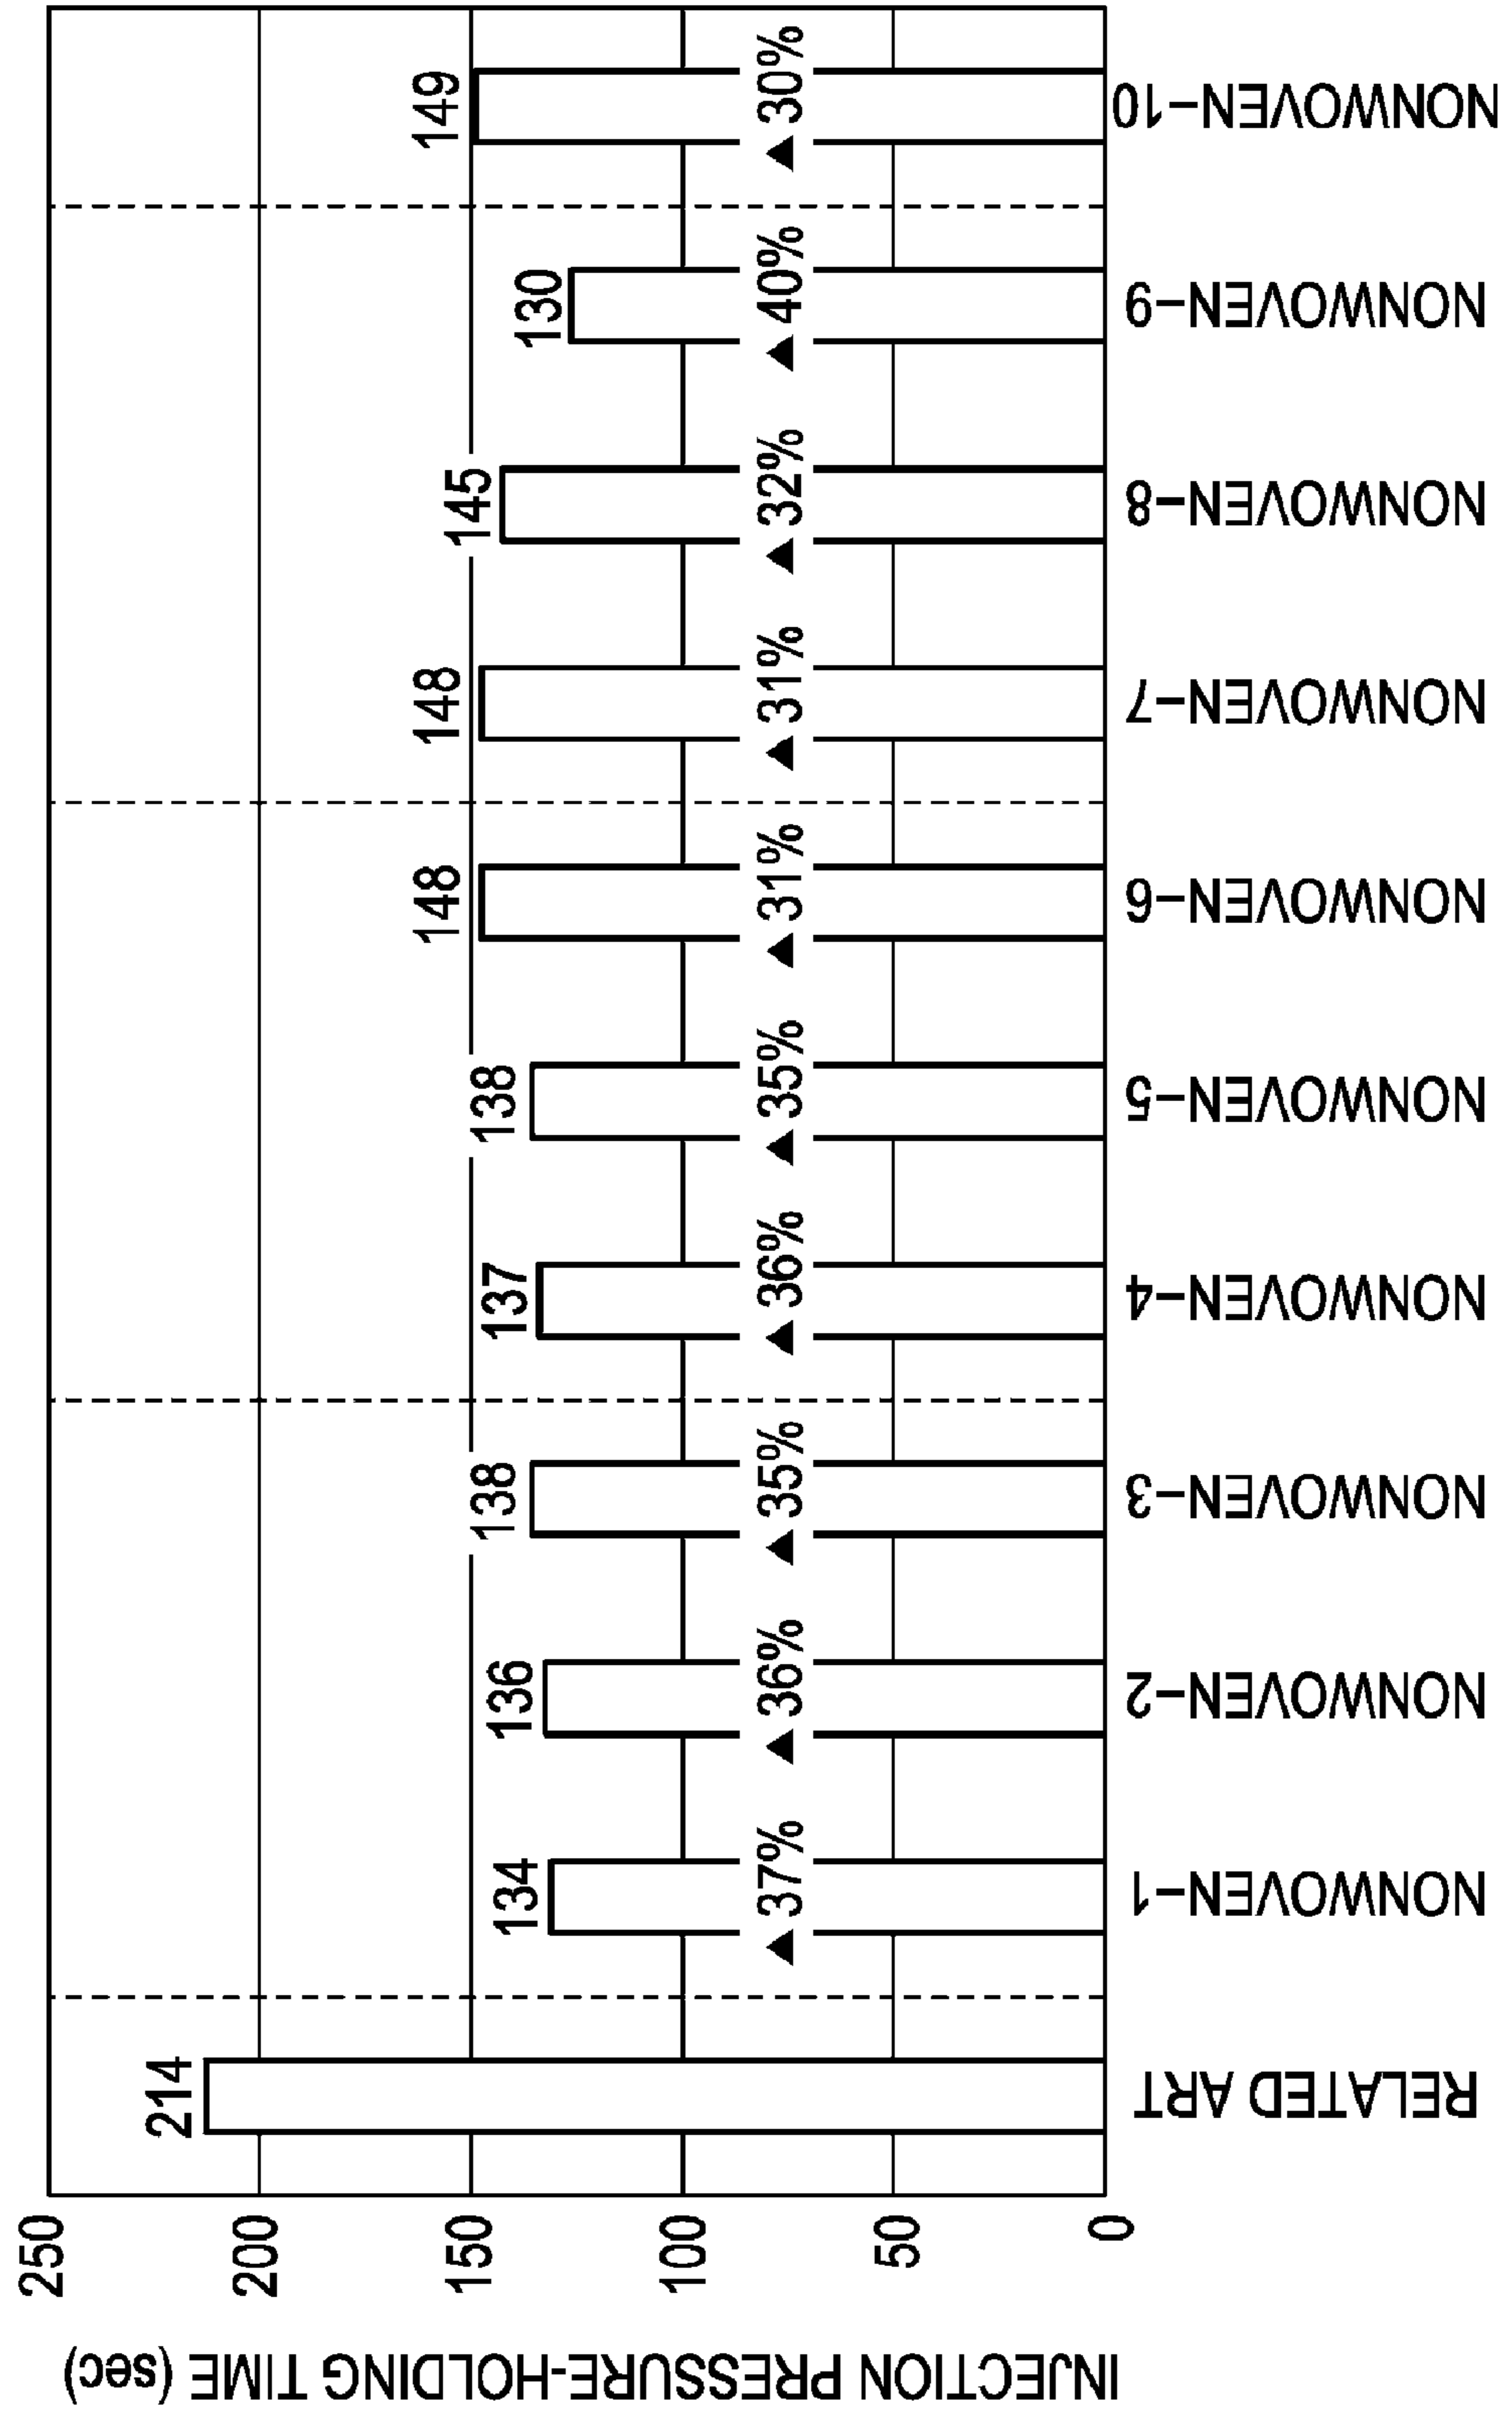 INJECTION PRESSURE-HOLDING TIME (sec)
250
200
150
100
50
0
214
134
136
138
137
138
148
148
145
130
149
▲37%
▲36%
▲35%
▲36%
▲35%
▲31%
▲31%
▲32%
▲40%
▲30%
RELATED ART
NONWOVEN-1
NONWOVEN-2
NONWOVEN-3
NONWOVEN-4
NONWOVEN-5
NONWOVEN-6
NONWOVEN-7
NONWOVEN-8
NONWOVEN-9
NONWOVEN-10